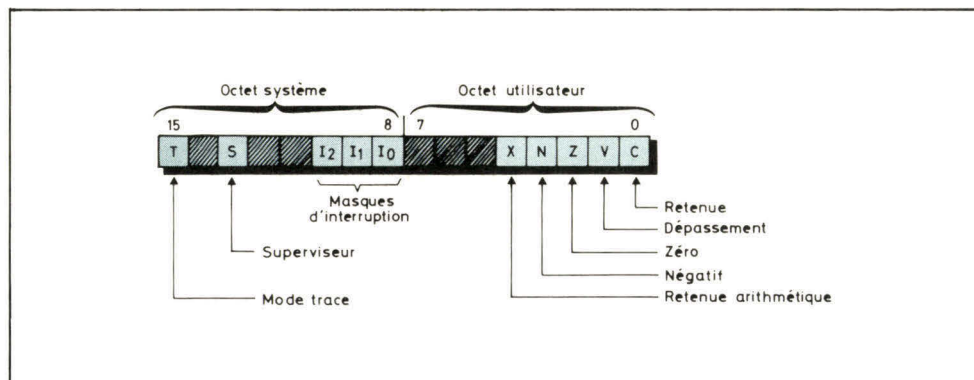 Octet système Octet utilisateur
15 8 7 0
T S I2 I1 I0 X N Z V C
Masques
d'interruption
Retenue
Dépassement
Superviseur Zéro
Négatif
Mode trace Retenue arithmétique